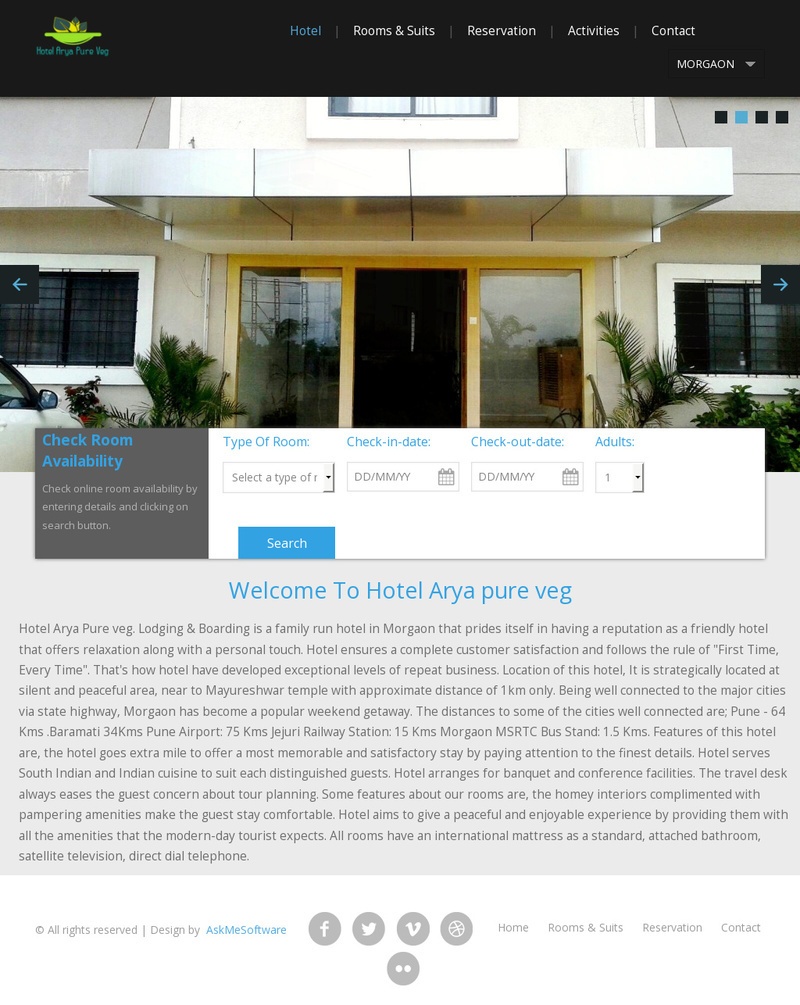 Hotel Arya Pure Veg
Hotel | Rooms & Suits | Reservation | Activities | Contact
MORGAON
Check Room
Availability
Check online room availability by
entering details and clicking on
search button.
Type Of Room: Check-in-date: Check-out-date: Adults:
Select a type of r DD/MM/YY DD/MM/YY 1
Search
Welcome To Hotel Arya pure veg
Hotel Arya Pure veg. Lodging & Boarding is a family run hotel in Morgaon that prides itself in having a reputation as a friendly hotel
that offers relaxation along with a personal touch. Hotel ensures a complete customer satisfaction and follows the rule of "First Time,
Every Time". That's how hotel have developed exceptional levels of repeat business. Location of this hotel, It is strategically located at
silent and peaceful area, near to Mayureshwar temple with approximate distance of 1km only. Being well connected to the major cities
via state highway, Morgaon has become a popular weekend getaway. The distances to some of the cities well connected are; Pune - 64
Kms .Baramati 34Kms Pune Airport: 75 Kms Jejuri Railway Station: 15 Kms Morgaon MSRTC Bus Stand: 1.5 Kms. Features of this hotel
are, the hotel goes extra mile to offer a most memorable and satisfactory stay by paying attention to the finest details. Hotel serves
South Indian and Indian cuisine to suit each distinguished guests. Hotel arranges for banquet and conference facilities. The travel desk
always eases the guest concern about tour planning. Some features about our rooms are, the homey interiors complimented with
pampering amenities make the guest stay comfortable. Hotel aims to give a peaceful and enjoyable experience by providing them with
all the amenities that the modern-day tourist expects. All rooms have an international mattress as a standard, attached bathroom,
satellite television, direct dial telephone.
© All rights reserved | Design by AskMeSoftware
Home Rooms & Suits Reservation Contact